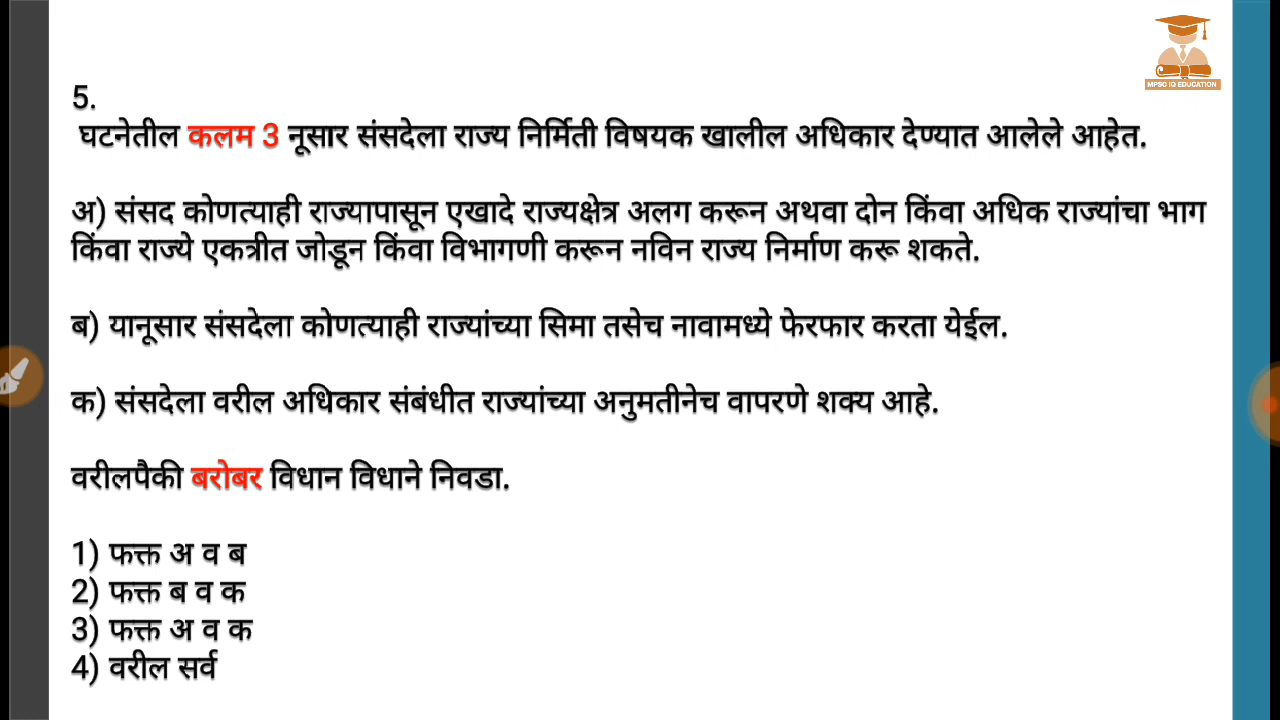 MPSC IQ EDUCATION
5.
घटनेतील कलम 3 नूसार संसदेला राज्य निर्मिती विषयक खालील अधिकार देण्यात आलेले आहेत.
अ) संसद कोणत्याही राज्यापासून एखादे राज्यक्षेत्र अलग करून अथवा दोन किंवा अधिक राज्यांचा भाग
किंवा राज्ये एकत्रीत जोडून किंवा विभागणी करून नविन राज्य निर्माण करू शकते.
ब) यानूसार संसदेला कोणत्याही राज्यांच्या सिमा तसेच नावामध्ये फेरफार करता येईल.
क) संसदेला वरील अधिकार संबंधीत राज्यांच्या अनुमतीनेच वापरणे शक्य आहे.
वरीलपैकी बरोबर विधान विधाने निवडा.
1) फक्त अ व ब
2) फक्त ब व क
3) फक्त अ व क
4) वरील सर्व